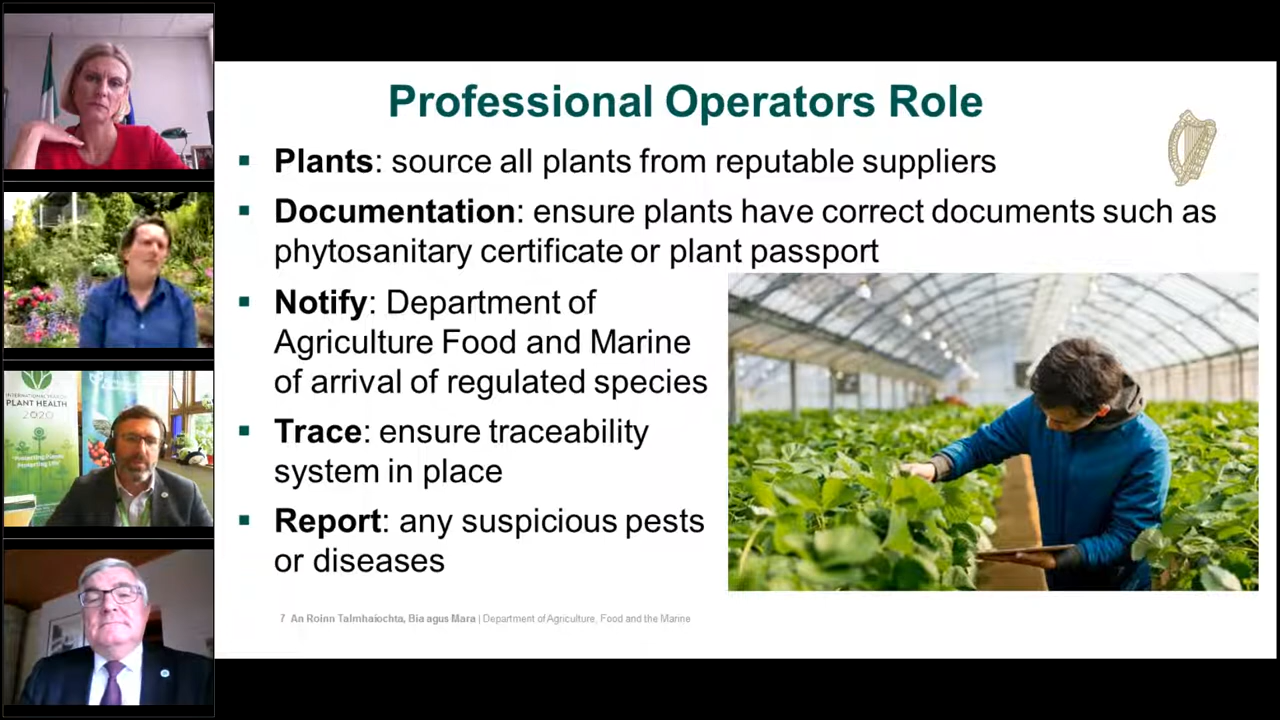 Professional Operators Role
▪ Plants: source all plants from reputable suppliers
▪ Documentation: ensure plants have correct documents such as
phytosanitary certificate or plant passport
▪ Notify: Department of
Agriculture Food and Marine
of arrival of regulated species
▪ Trace: ensure traceability
system in place
▪ Report: any suspicious pests
or diseases
7 An Roinn Talmhaíochta, Bia agus Mara | Department of Agriculture, Food and the Marine
PLANT HEALTH
2020